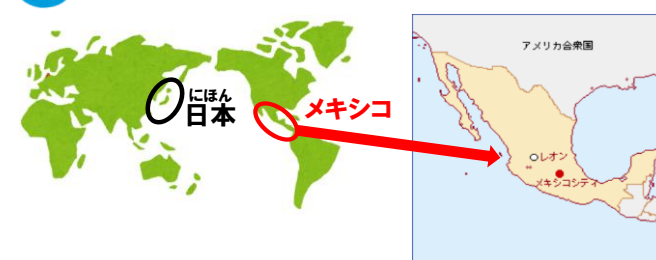 にほん
日本
メキシコ
アメリカ合衆国
レオン
メキシコシティ